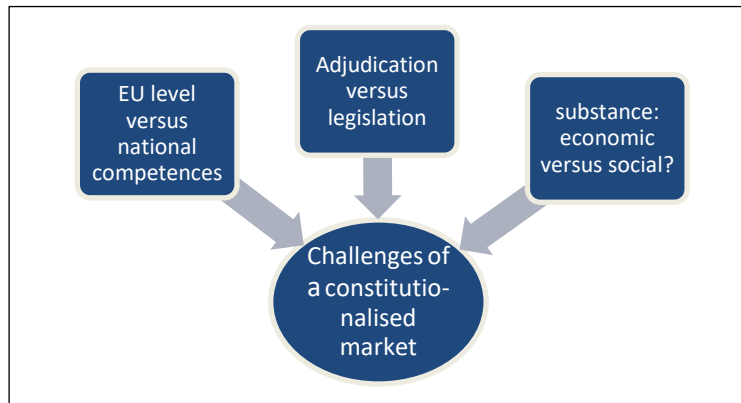 EU level
versus
national
competences
Adjudication
versus
legislation
substance:
economic
versus social?
Challenges of
a constitutio-
nalised
market